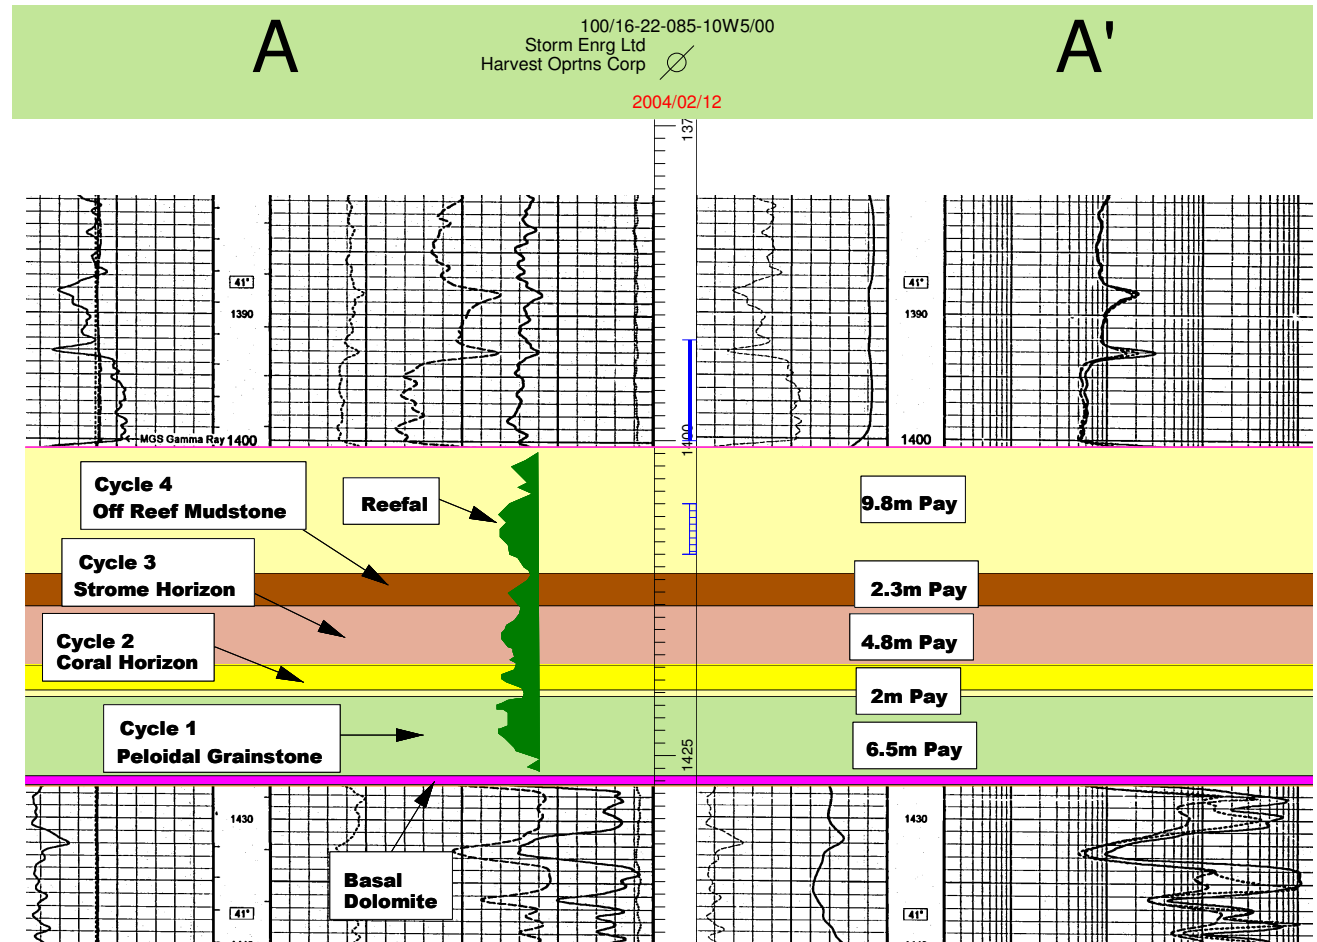 A
100/16-22-085-10W5/00
Storm Enrg Ltd
Harvest Oprtns Corp
2004/02/12
A'
137
41°
1390
MGS Gamma Ray 1400
1400
41°
1390
1400
Cycle 4
Off Reef Mudstone
Reefal
9.8m Pay
Cycle 3
Strome Horizon
2.3m Pay
Cycle 2
Coral Horizon
4.8m Pay
2m Pay
Cycle 1
Peloidal Grainstone
6.5m Pay
1425
1430
1430
Basal
Dolomite
41°
41°